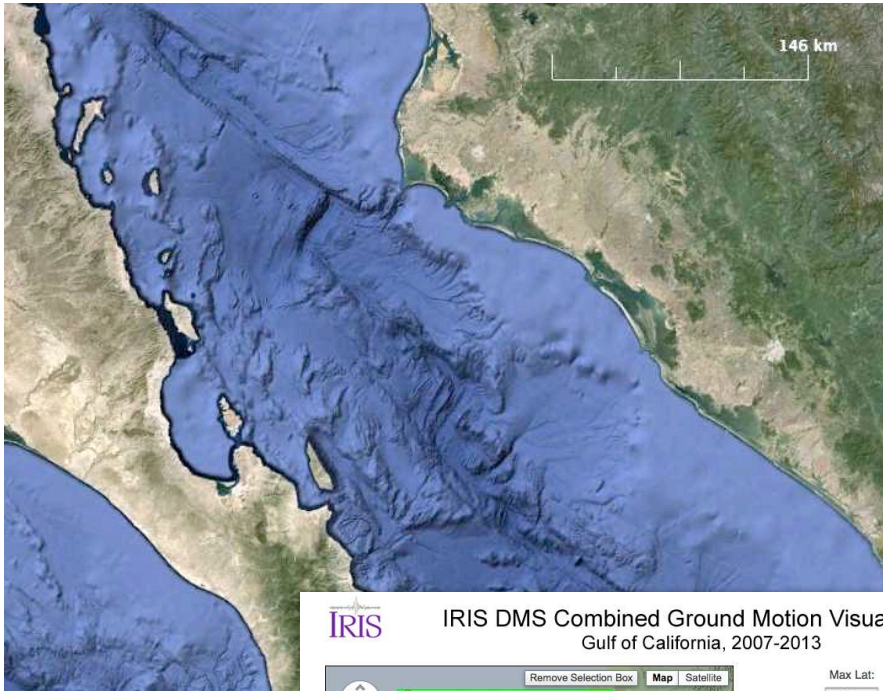 146 km
IRIS
IRIS DMS Combined Ground Motion Visua
Gulf of California, 2007-2013
Remove Selection Box Map Satellite
Max Lat: